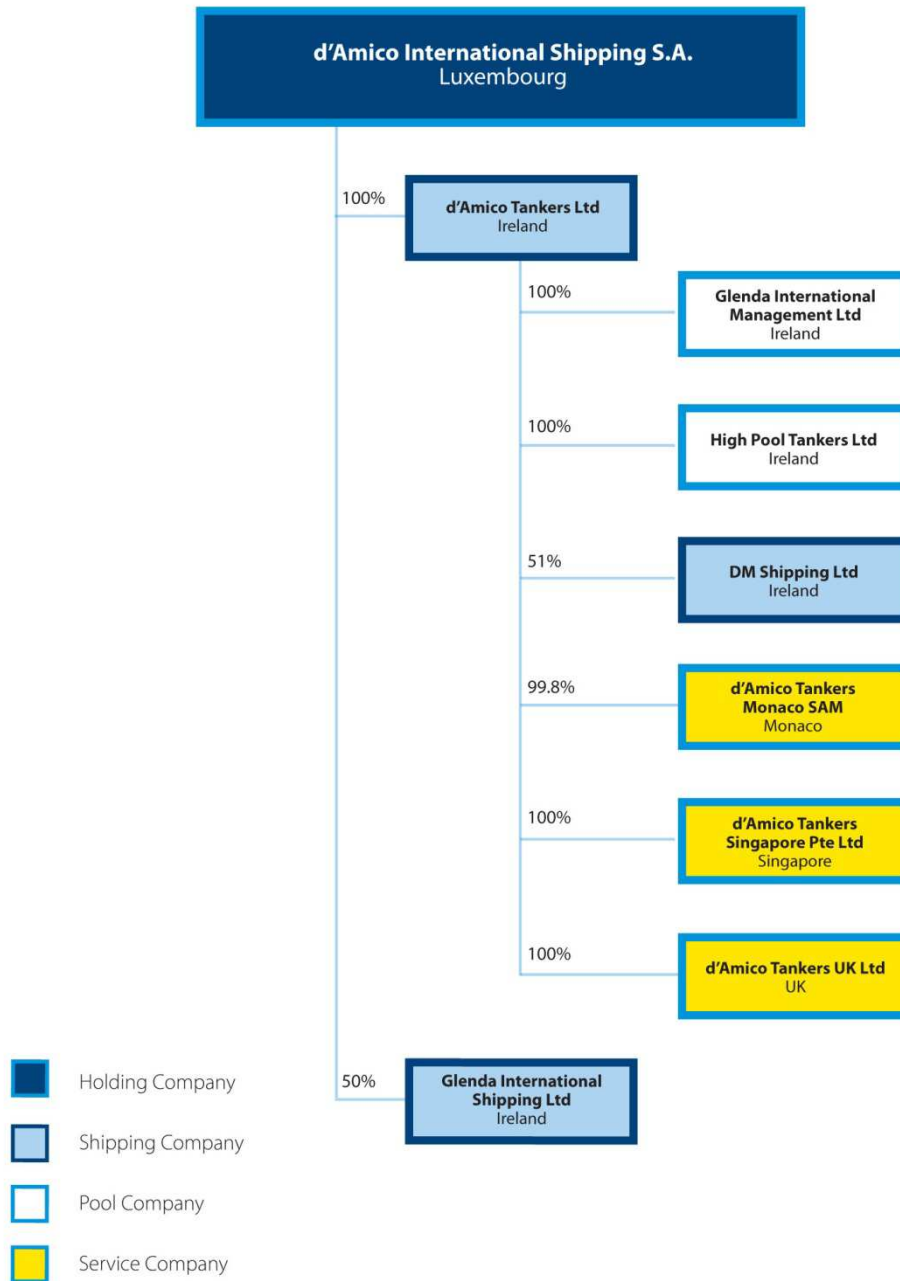 d’Amico International Shipping S.A.
Luxembourg
100%
d’Amico Tankers Ltd
Ireland
100%
Glenda International
Management Ltd
Ireland
100%
High Pool Tankers Ltd
Ireland
51%
DM Shipping Ltd
Ireland
99.8%
d’Amico Tankers
Monaco SAM
Monaco
100%
d’Amico Tankers
Singapore Pte Ltd
Singapore
100%
d’Amico Tankers UK Ltd
UK
50%
Glenda International
Shipping Ltd
Ireland
Holding Company
Shipping Company
Pool Company
Service Company